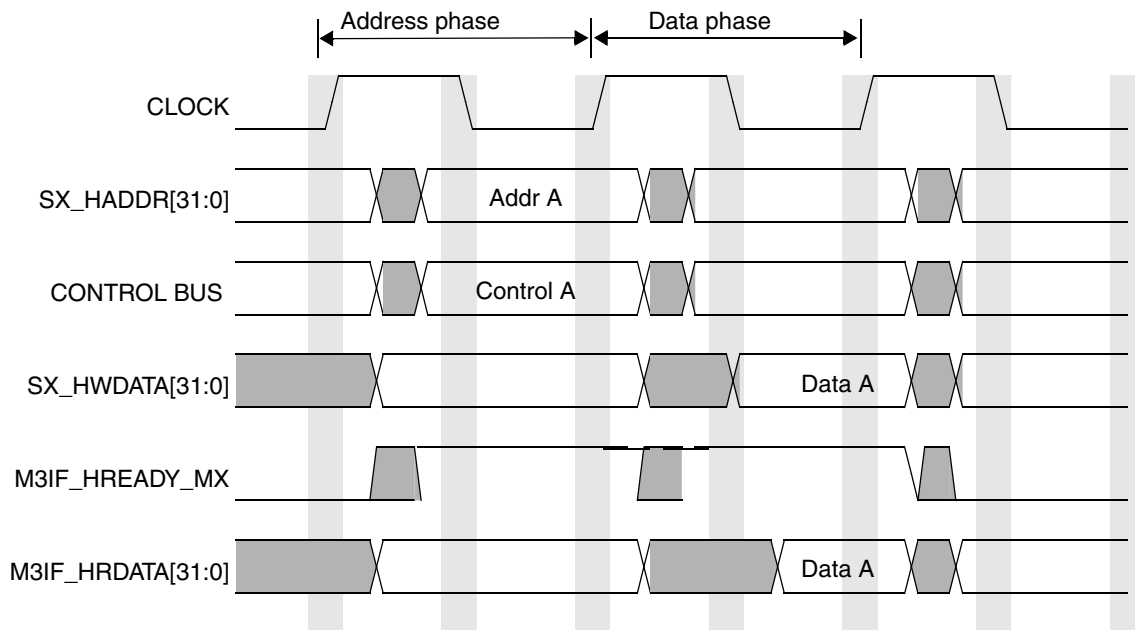 Address phase
Data phase
CLOCK
SX_HADDR[31:0]
Addr A
CONTROL BUS
Control A
SX_HWDATA[31:0]
Data A
M3IF_HREADY_MX
M3IF_HRDATA[31:0]
Data A